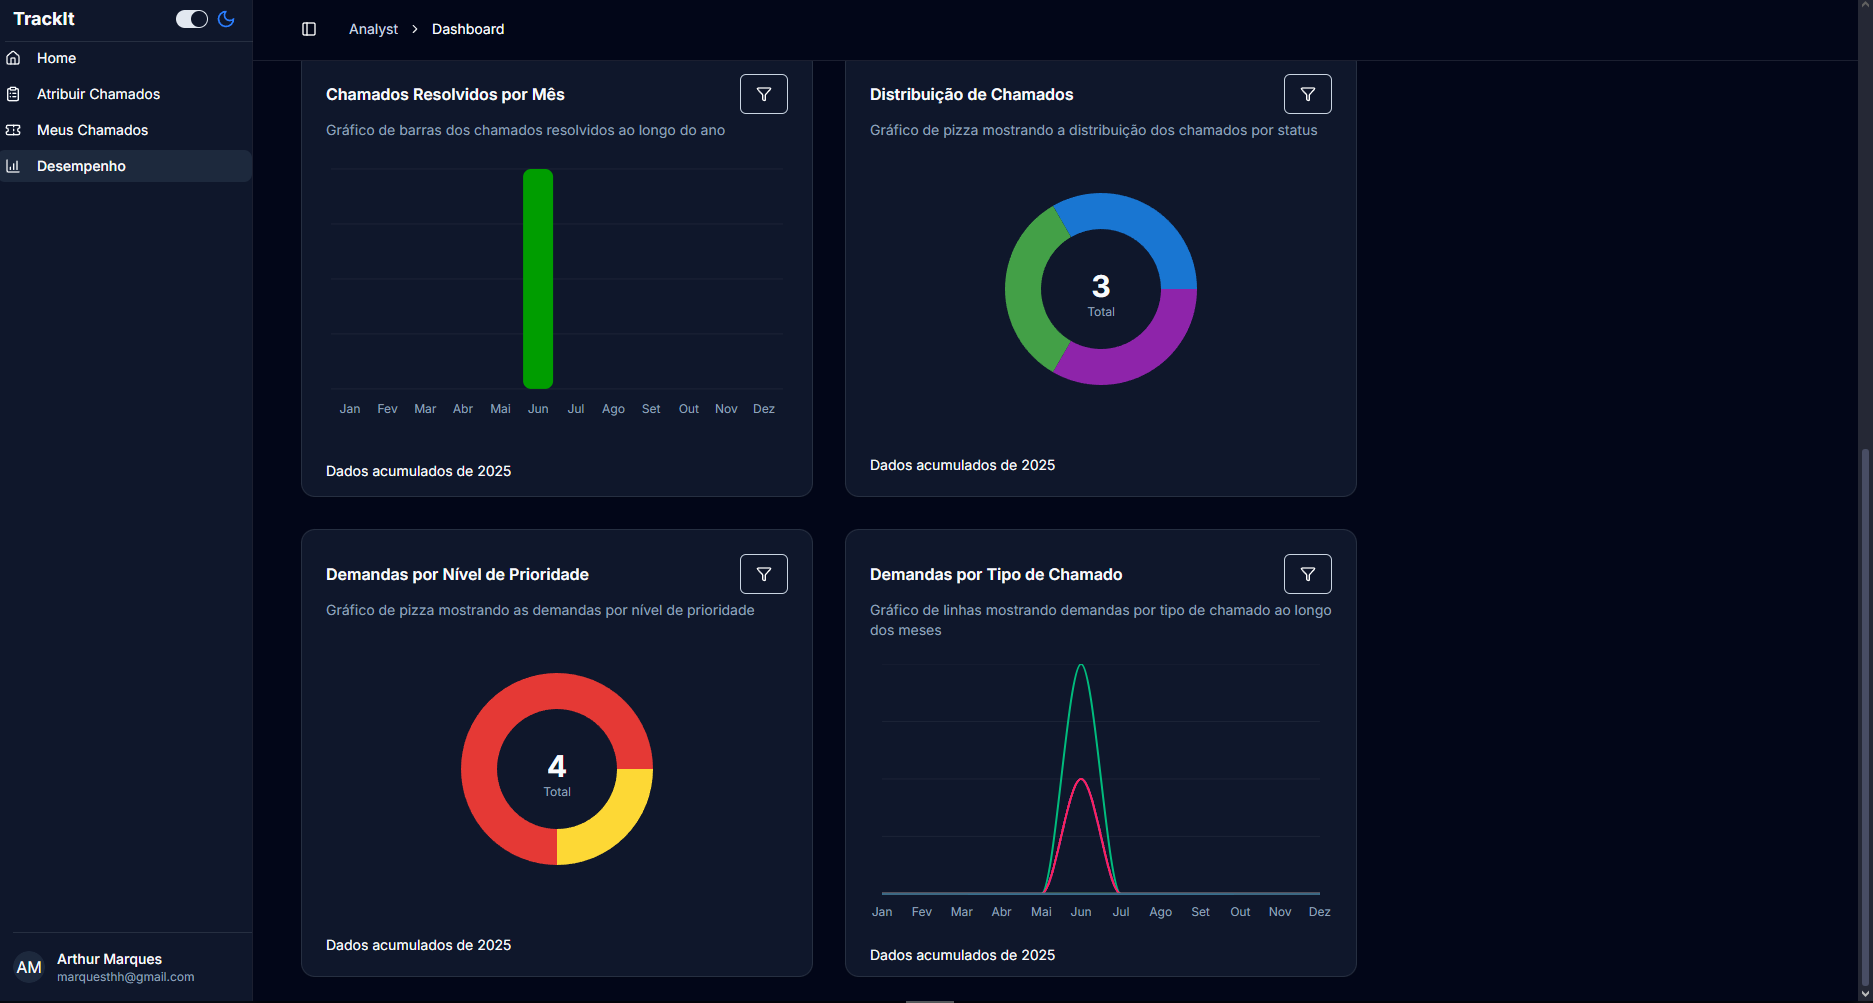 TrackIt
Home
Atribuir Chamados
Meus Chamados
Desempenho
Analyst > Dashboard
Chamados Resolvidos por Mês
Gráfico de barras dos chamados resolvidos ao longo do ano
Jan Fev Mar Abr Mai Jun Jul Ago Set Out Nov Dez
Dados acumulados de 2025
Distribuição de Chamados
Gráfico de pizza mostrando a distribuição dos chamados por status
3
Total
Dados acumulados de 2025
Demandas por Nível de Prioridade
Gráfico de pizza mostrando as demandas por nível de prioridade
4
Total
Dados acumulados de 2025
Demandas por Tipo de Chamado
Gráfico de linhas mostrando demandas por tipo de chamado ao longo
dos meses
Jan Fev Mar Abr Mai Jun Jul Ago Set Out Nov Dez
Dados acumulados de 2025
AM
Arthur Marques
marquesthh@gmail.com